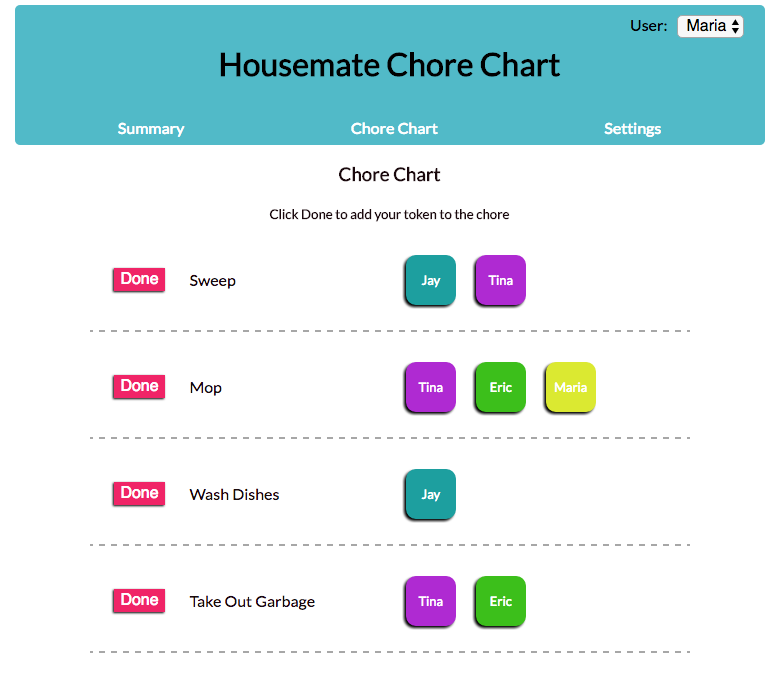 User: Maria
Housemate Chore Chart
Summary Chore Chart Settings
Chore Chart
Click Done to add your token to the chore
Done Sweep Jay Tina
Done Mop Tina Eric Maria
Done Wash Dishes Jay
Done Take Out Garbage Tina Eric